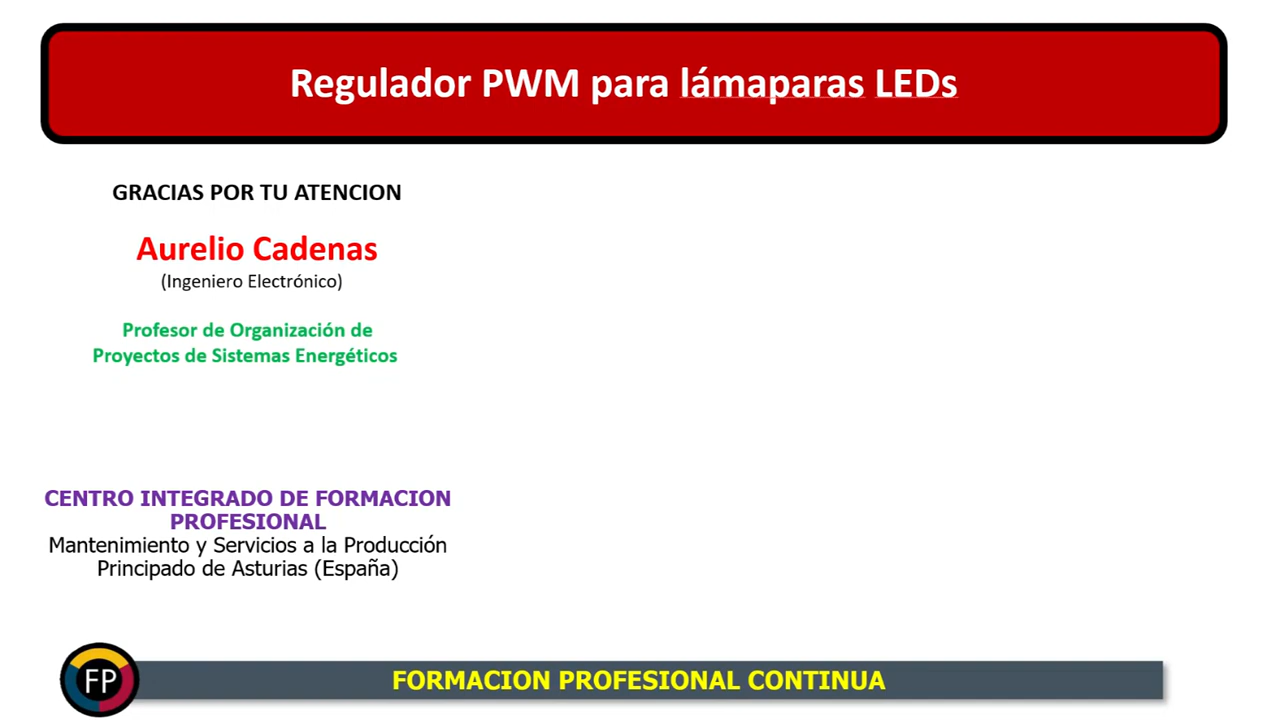 Regulador PWM para lámaparas LEDs
GRACIAS POR TU ATENCION
Aurelio Cadenas
(Ingeniero Electrónico)
Profesor de Organización de
Proyectos de Sistemas Energéticos
CENTRO INTEGRADO DE FORMACION
PROFESIONAL
Mantenimiento y Servicios a la Producción
Principado de Asturias (España)
FP
FORMACION PROFESIONAL CONTINUA